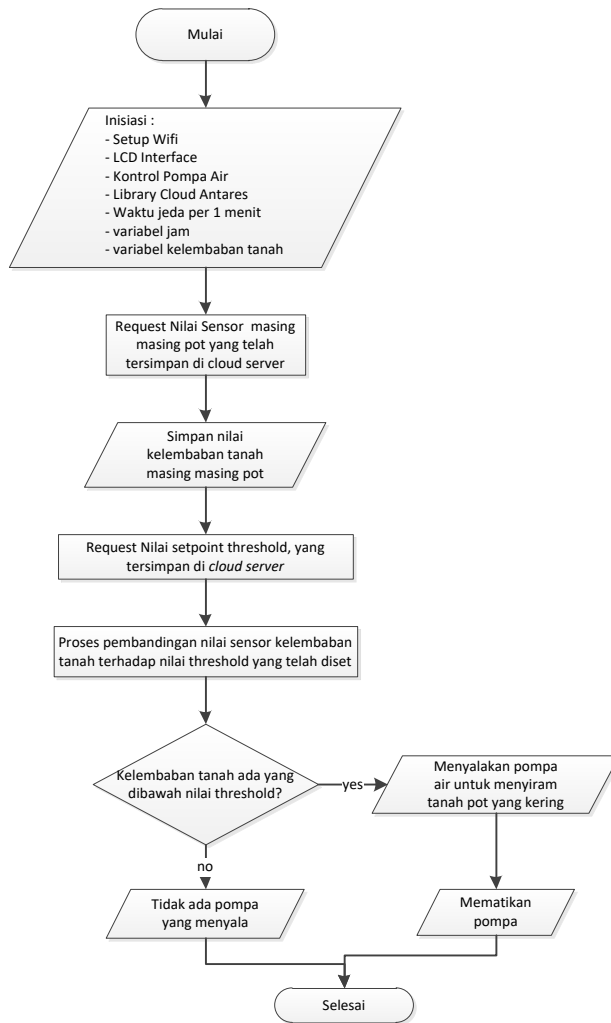 Mulai
Inisiasi :
- Setup Wifi
- LCD Interface
- Kontrol Pompa Air
- Library Cloud Antares
- Waktu jeda per 1 menit
- variabel jam
- variabel kelembaban tanah
Request Nilai Sensor masing
masing pot yang telah
tersimpan di cloud server
Simpan nilai
kelembaban tanah
masing masing pot
Request Nilai setpoint threshold, yang
tersimpan di cloud server
Proses pembandingan nilai sensor kelembaban
tanah terhadap nilai threshold yang telah diset
Kelembaban tanah ada yang
dibawah nilai threshold?
yes
Menyalakan pompa
air untuk menyiram
tanah pot yang kering
no
Tidak ada pompa
yang menyala
Mematikan
pompa
Selesai